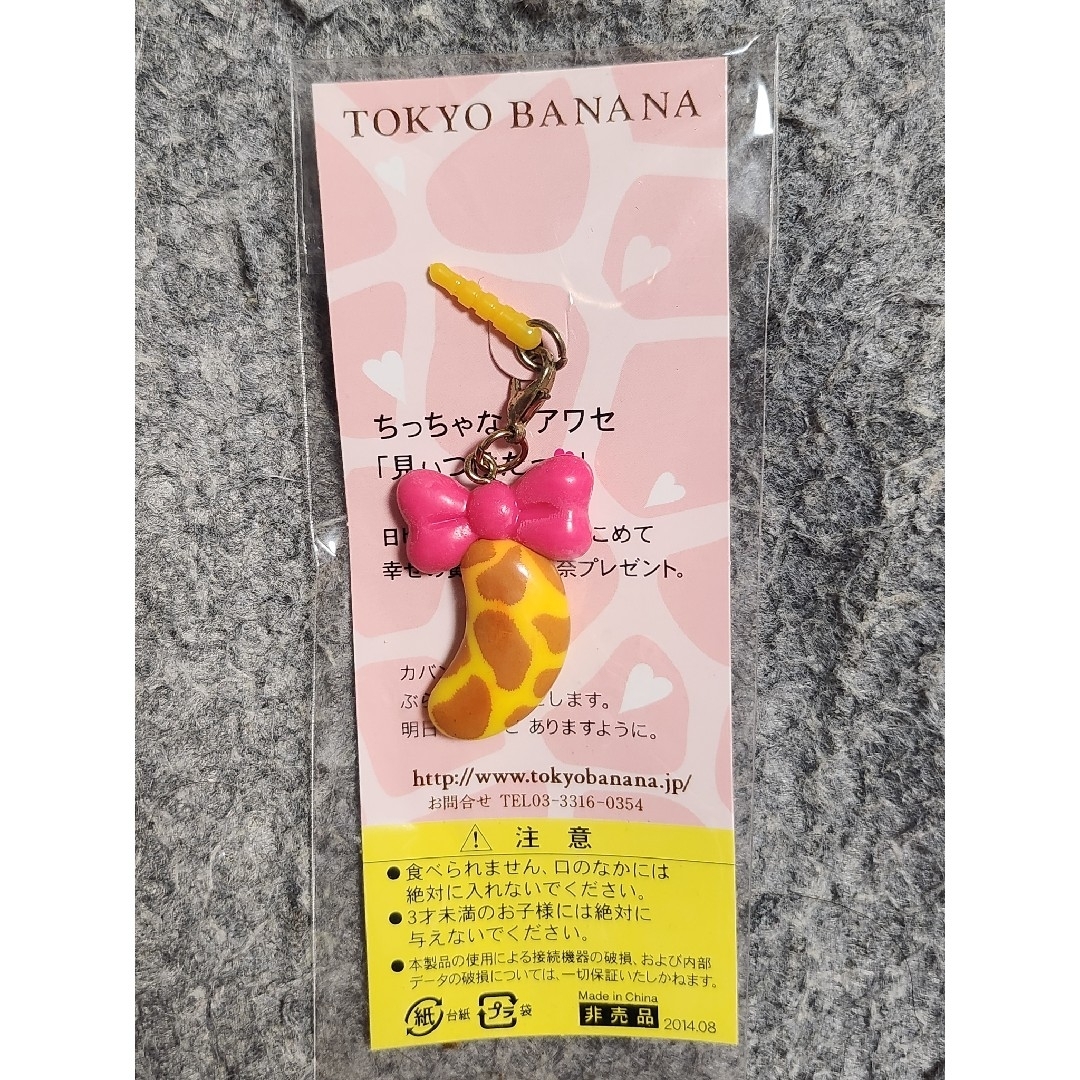 TOKYO BANANA
ちっちゃな アワセ
「見ぃつ
日 こめて
幸せの 奈プレゼント。
カバン
ぶら にします。
明日 ありますように。
http://www.tokyobanana.jp/
お問合せ TEL03-3316-0354
注 意
●食べられません、口のなかには
絶対に入れないでください。
●3才未満のお子様には絶対に
与えないでください。
●本製品の使用による接続機器の破損、および内部
データの破損については、一切保証いたしかねます。
紙 台紙 プラ 袋
Made in China
非売品 2014.08